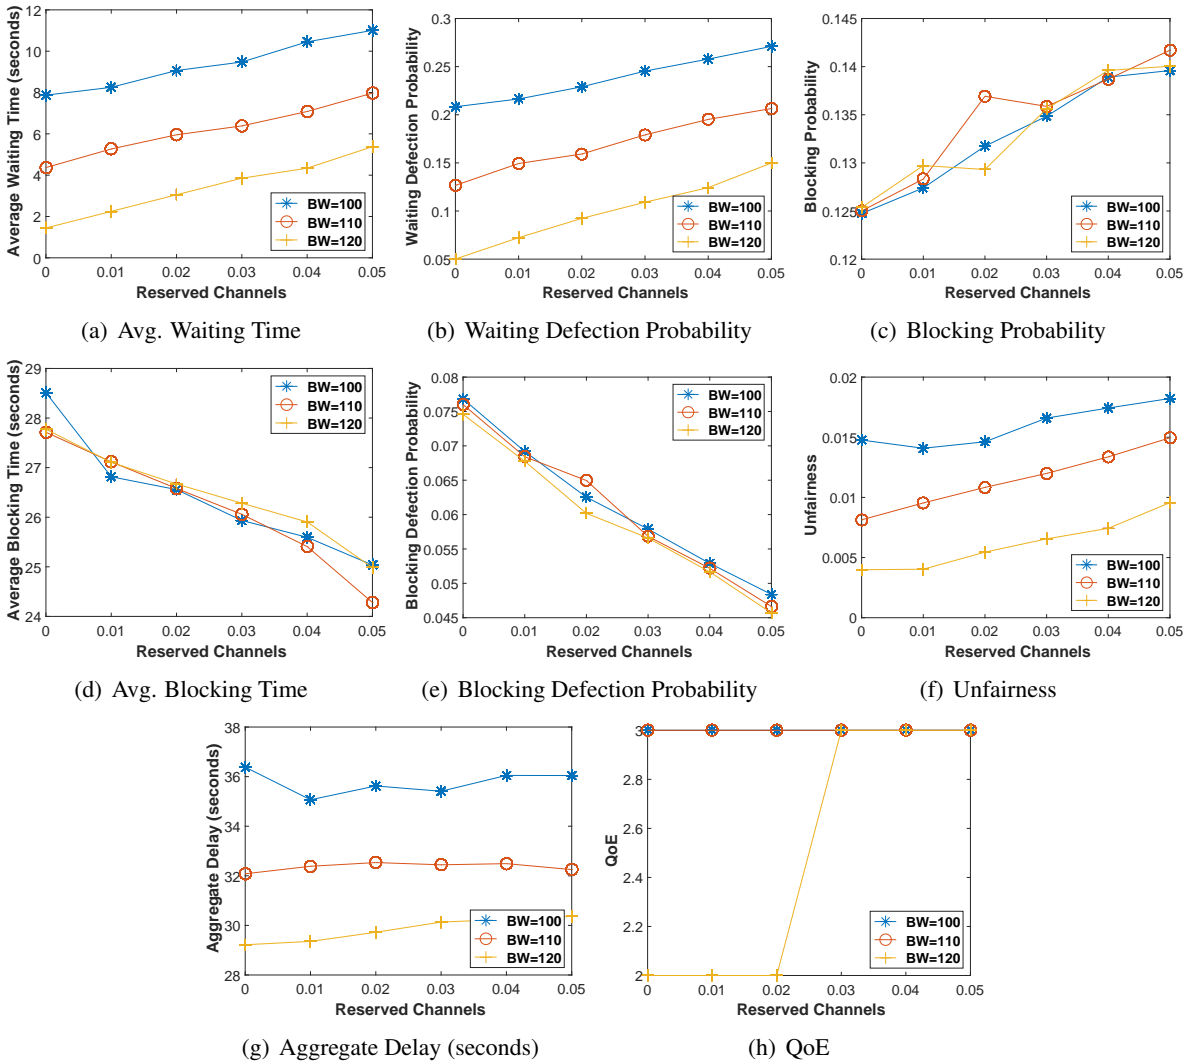 12
10
8
6
4
2
0
0 0.01 0.02 0.03 0.04 0.05
Average Waiting Time (seconds)
Reserved Channels
BW=100
BW=110
BW=120
(a) Avg. Waiting Time
0.3
0.25
0.2
0.15
0.1
0.05
0 0.01 0.02 0.03 0.04 0.05
Waiting Defection Probability
Reserved Channels
BW=100
BW=110
BW=120
(b) Waiting Defection Probability
0.145
0.14
0.135
0.13
0.125
0.12
0 0.01 0.02 0.03 0.04 0.05
Blocking Probability
Reserved Channels
BW=100
BW=110
BW=120
(c) Blocking Probability
29
28
27
26
25
24
0 0.01 0.02 0.03 0.04 0.05
Average Blocking Time (seconds)
Reserved Channels
BW=100
BW=110
BW=120
(d) Avg. Blocking Time
0.08
0.075
0.07
0.065
0.06
0.055
0.05
0.045
0 0.01 0.02 0.03 0.04 0.05
Blocking Defection Probability
Reserved Channels
BW=100
BW=110
BW=120
(e) Blocking Defection Probability
0.02
0.015
0.01
0.005
0
0 0.01 0.02 0.03 0.04 0.05
Unfairness
Reserved Channels
BW=100
BW=110
BW=120
(f) Unfairness
38
36
34
32
30
28
0 0.01 0.02 0.03 0.04 0.05
Aggregate Delay (seconds)
Reserved Channels
BW=100
BW=110
BW=120
(g) Aggregate Delay (seconds)
3
2.8
2.6
2.4
2.2
2
0 0.01 0.02 0.03 0.04 0.05
QoE
Reserved Channels
BW=100
BW=110
BW=120
(h) QoE